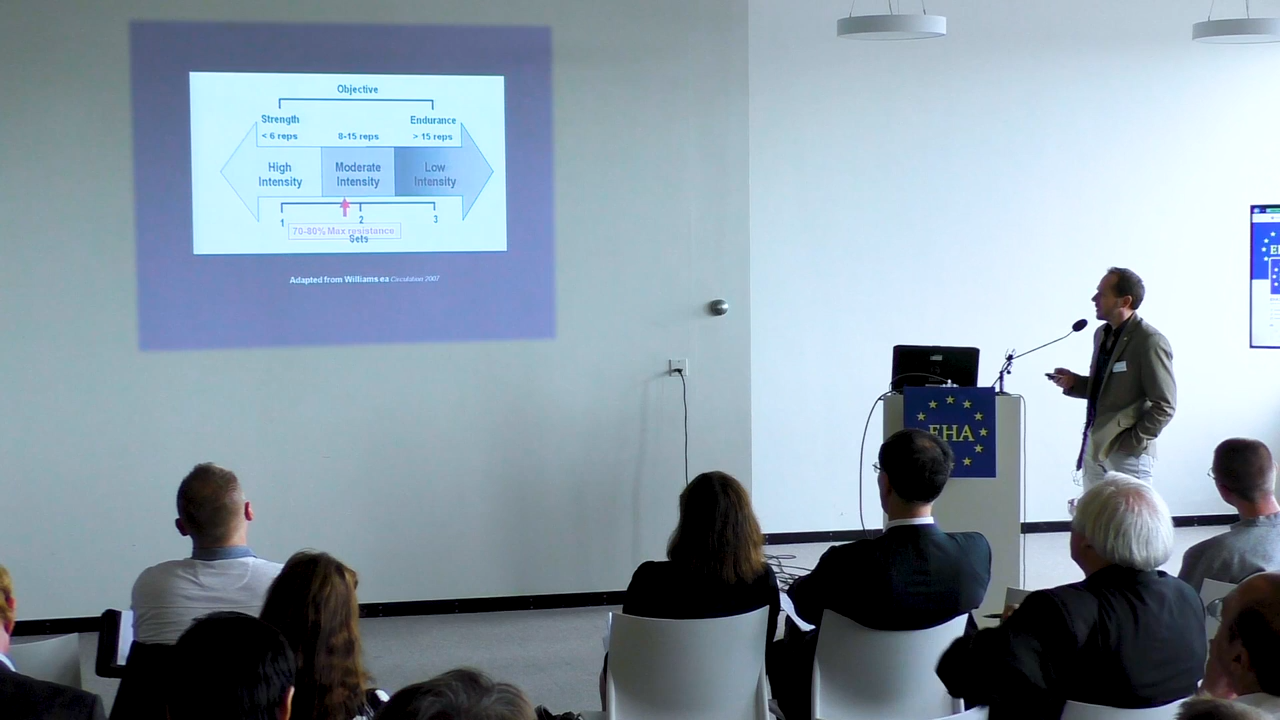 Objective
Strength
Endurance
< 6 reps
8-15 reps
> 15 reps
High
Intensity
Moderate
Intensity
Low
Intensity
1
2
3
70-80% Max resistance
Sets
Adapted from Williams ea Circulation 2007
EHA